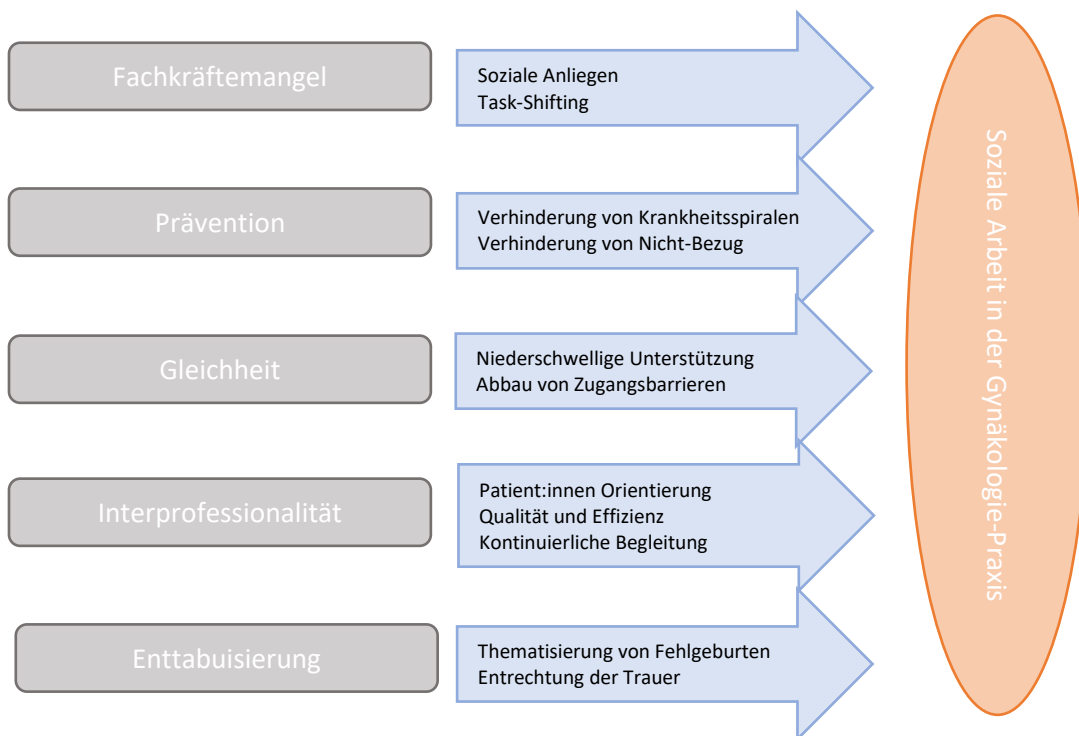 Fachkräftemangel
Soziale Anliegen
Task-Shifting
Prävention
Verhinderung von Krankheitsspiralen
Verhinderung von Nicht-Bezug
Gleichheit
Niederschwellige Unterstützung
Abbau von Zugangsbarrieren
Interprofessionalität
Patient:innen Orientierung
Qualität und Effizienz
Kontinuierliche Begleitung
Enttabuisierung
Thematisierung von Fehlgeburten
Entrechtung der Trauer
Soziale Arbeit in der Gynäkologie-Praxis